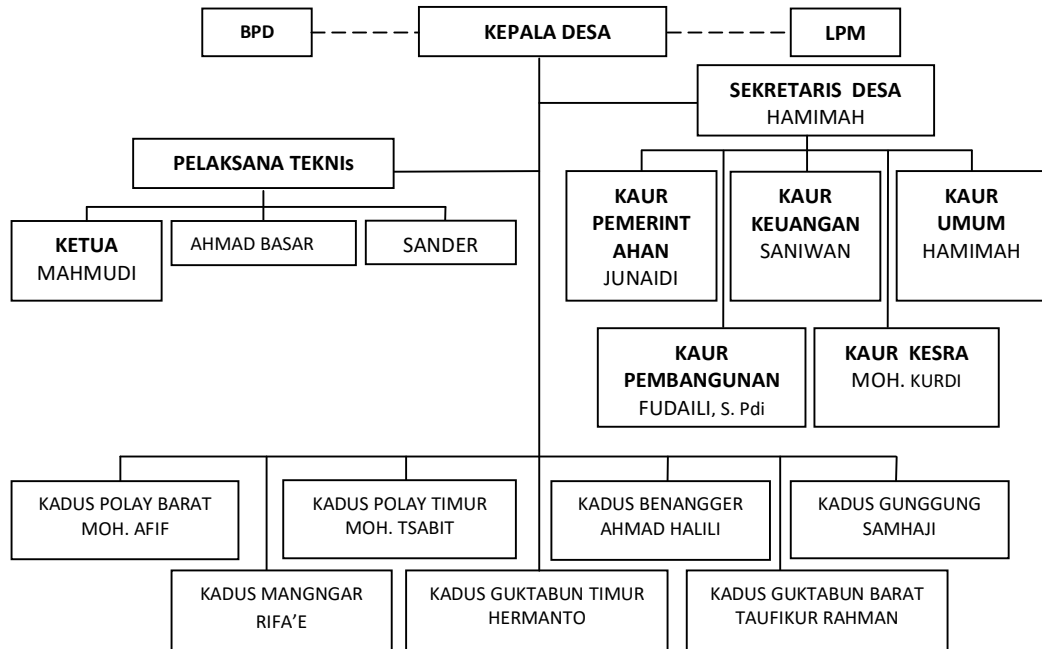 BPD
KEPALA DESA
LPM
SEKRETARIS DESA
HAMIMAH
PELAKSANA TEKNIs
KETUA
MAHMUDI
AHMAD BASAR
SANDER
KAUR
PEMERINT
AHAN
JUNAIDI
KAUR
KEUANGAN
SANIWAN
KAUR
UMUM
HAMIMAH
KAUR
PEMBANGUNAN
FUDAILI, S. Pdi
KAUR KESRA
MOH. KURDI
KADUS POLAY BARAT
MOH. AFIF
KADUS POLAY TIMUR
MOH. TSABIT
KADUS BENANGGER
AHMAD HALILI
KADUS GUNGGUNG
SAMHAJI
KADUS MANGNGAR
RIFA’E
KADUS GUKTABUN TIMUR
HERMANTO
KADUS GUKTABUN BARAT
TAUFIKUR RAHMAN